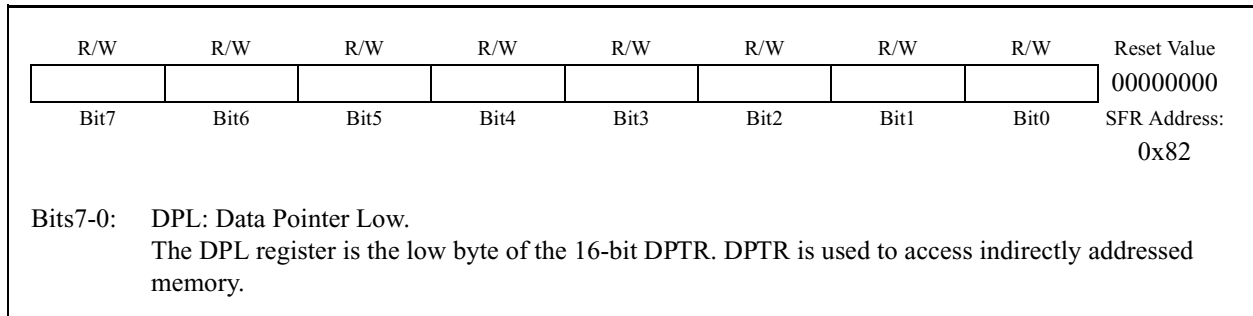 R/W R/W R/W R/W R/W R/W R/W R/W Reset Value
00000000
Bit7 Bit6 Bit5 Bit4 Bit3 Bit2 Bit1 Bit0 SFR Address:
0x82
Bits7-0: DPL: Data Pointer Low.
The DPL register is the low byte of the 16-bit DPTR. DPTR is used to access indirectly addressed
memory.